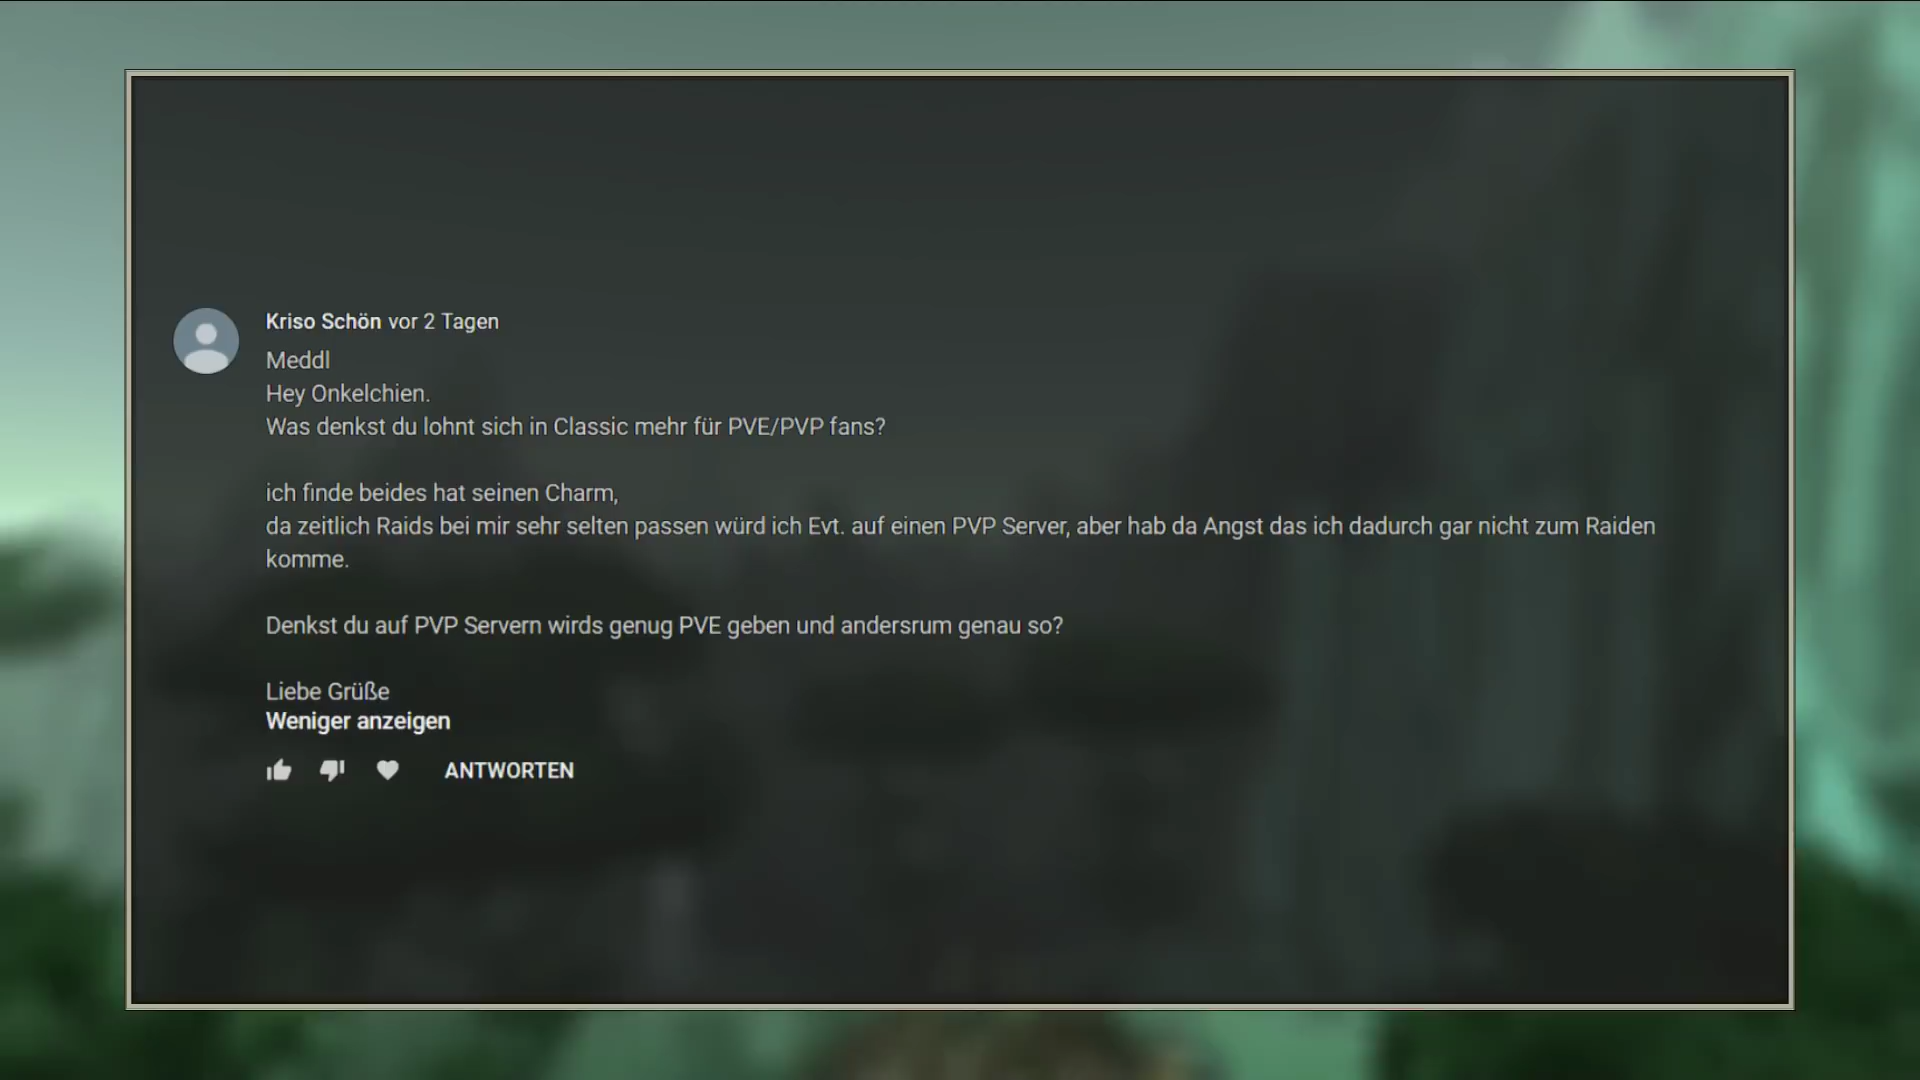 Kriso Schön vor 2 Tagen
Meddl
Hey Onkelchien.
Was denkst du lohnt sich in Classic mehr für PVE/PVP fans?
ich finde beides hat seinen Charm,
da zeitlich Raids bei mir sehr selten passen würd ich Evt. auf einen PVP Server, aber hab da Angst das ich dadurch gar nicht zum Raiden
komme.
Denkst du auf PVP Servern wirds genug PVE geben und andersrum genau so?
Liebe Grüße
Weniger anzeigen
ANTWORTEN